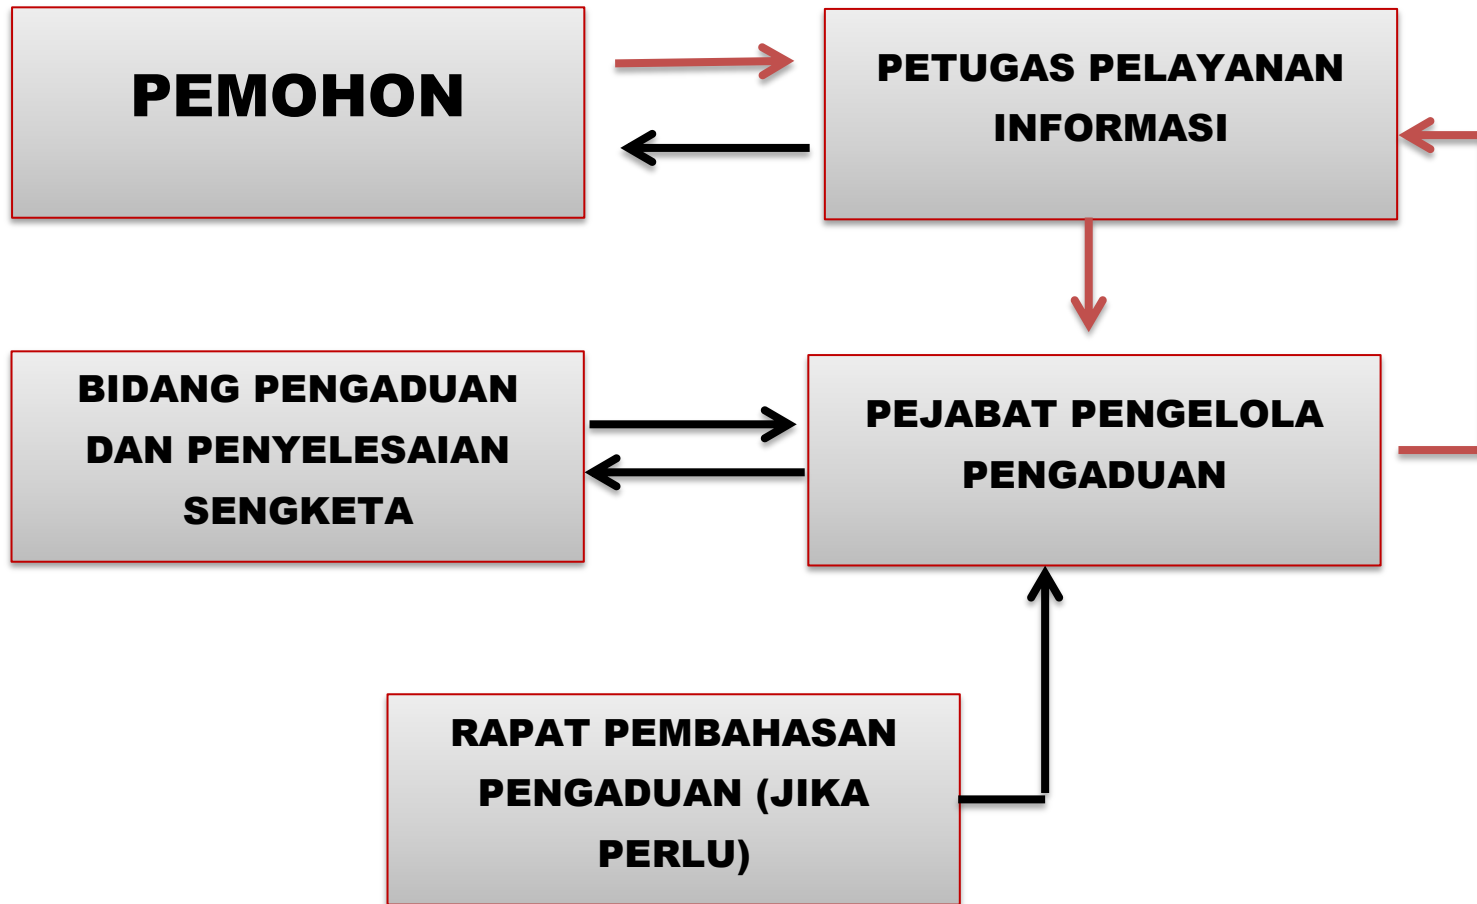 PEMOHON
PETUGAS PELAYANAN
INFORMASI
BIDANG PENGADUAN
DAN PENYELESAIAN
SENGKETA
PEJABAT PENGELOLA
PENGADUAN
RAPAT PEMBAHASAN
PENGADUAN (JIKA
PERLU)